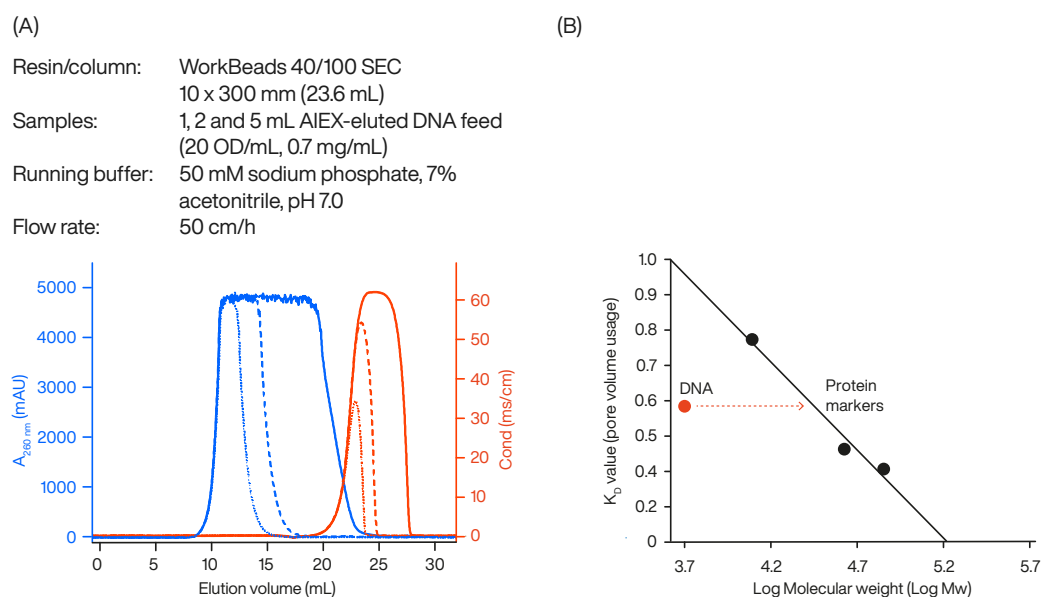 (A)
Resin/column: WorkBeads 40/100 SEC
10 x 300 mm (23.6 mL)
Samples: 1, 2 and 5 mL AIEX-eluted DNA feed
(20 OD/mL, 0.7 mg/mL)
Running buffer: 50 mM sodium phosphate, 7%
acetonitrile, pH 7.0
Flow rate: 50 cm/h
A260 nm (mAU)
5000
4000
3000
2000
1000
0
60
50
40
30
20
10
0
Cond (ms/cm)
0 5 10 15 20 25 30
Elution volume (mL)
(B)
KD value (pore volume usage)
1.0
0.9
0.8
0.7
0.6
0.5
0.4
0.2
0
DNA
Protein
markers
3.7 4.2 4.7 5.2 5.7
Log Molecular weight (Log Mw)